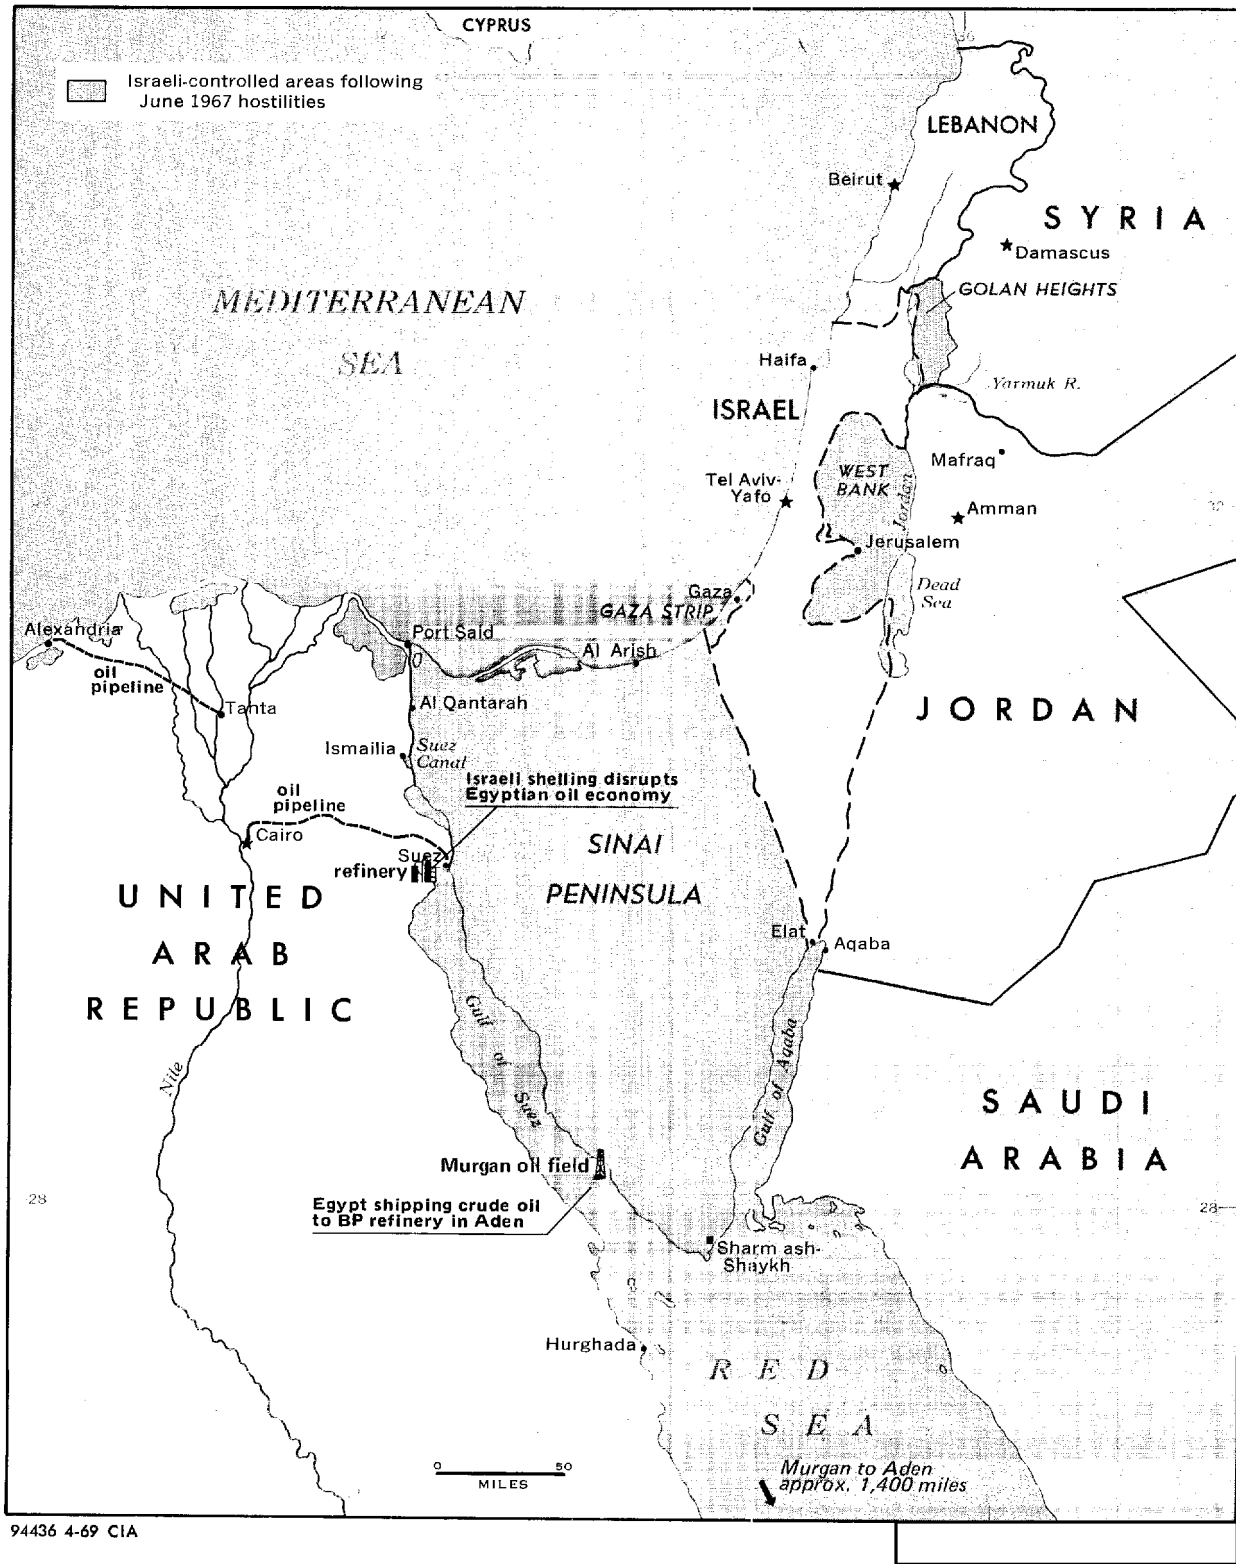 CYPRUS
Israeli-controlled areas following
June 1967 hostilities
36
LEBANON
Beirut
SYRIA
Damascus
MEDITERRANEAN
SEA
GOLAN HEIGHTS
Haifa
Yarmuk R.
ISRAEL
Mafraq
WEST
BANK
Tel Aviv-
Yafo
Jordan
Amman
32
Jerusalem
Dead
Sea
Gaza
GAZA STRIP
Alexandria
Port Said
Al Arish
oil
pipeline
Tanta
Al Qantarah
JORDAN
Ismailia
Suez
Canal
Israeli shelling disrupts
Egyptian oil economy
oil
pipeline
Cairo
Suez
refinery
SINAI
PENINSULA
UNITED
ARAB
REPUBLIC
Elat
Aqaba
Gulf of Suez
Gulf of Aqaba
Nile
SAUDI
ARABIA
Murgan oil field
Egypt shipping crude oil
to BP refinery in Aden
28
28
Sharm ash-
Shaykh
Hurghada
RED
SEA
0 50
MILES
Murgan to Aden
approx. 1,400 miles
94436 4-69 CIA